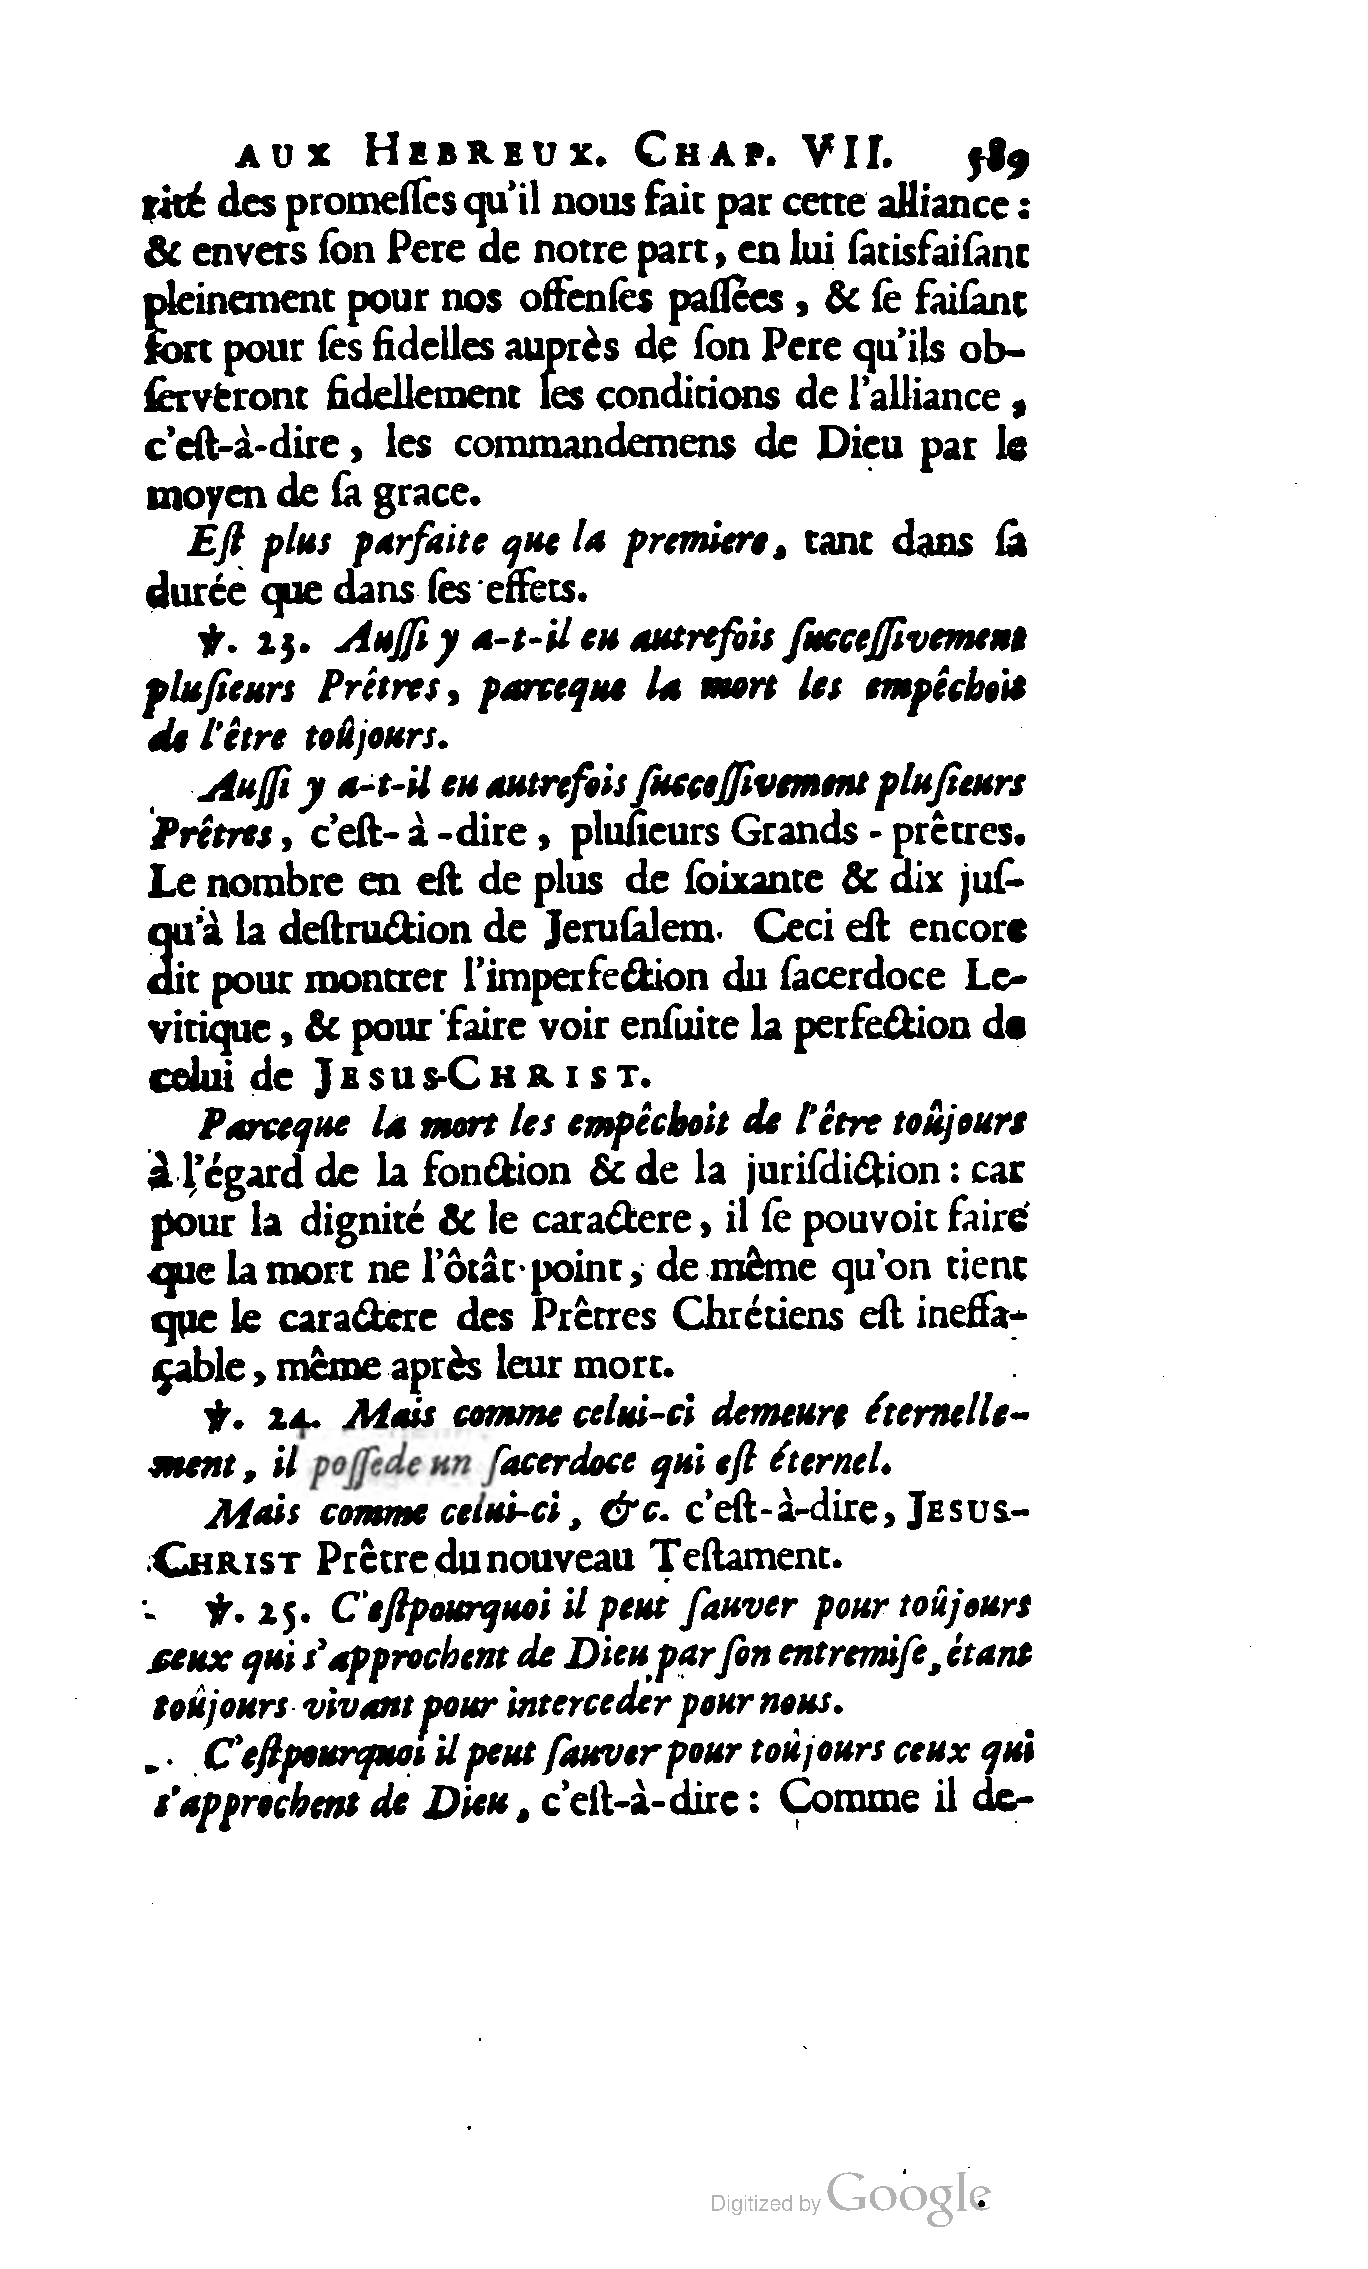 AUX HEBREUX. CHAP. VII. 589
rité des promeſſes qu'il nous fait par cette alliance :
& envers ſon Pere de notre part, en lui ſatisfaiſant
pleinement pour nos offenſes paſſées, & ſe faiſant
fort pour ſes fidelles auprès de ſon Pere qu'ils ob-
ſerveront fidellement les conditions de l'alliance,
c'eſt-à-dire, les commandemens de Dieu par le
moyen de ſa grace.
Eſt plus parfaite que la premiere, tant dans ſa
durée que dans ſes effets.
℣. 23. Auſſi y a-t-il eu autrefois ſucceſſivement
pluſieurs Prêtres, parceque la mort les empêchoit
de l'être toûjours.
Auſſi y a-t-il eu autrefois ſucceſſivement pluſieurs
Prêtres, c'eſt-à-dire, pluſieurs Grands-prêtres.
Le nombre en eſt de plus de ſoixante & dix juſ-
qu'à la deſtruction de Jeruſalem. Ceci eſt encore
dit pour montrer l'imperfection du ſacerdoce Le-
vitique, & pour faire voir enſuite la perfection de
celui de JESUS-CHRIST.
Parceque la mort les empêchoit de l'être toûjours
à l'égard de la fonction & de la juriſdiction : car
pour la dignité & le caractere, il ſe pouvoit faire
que la mort ne l'ôtât point, de même qu'on tient
que le caractere des Prêtres Chrétiens eſt ineffa-
çable, même après leur mort.
℣. 24. Mais comme celui-ci demeure éternelle-
ment, il poſſede un ſacerdoce qui eſt éternel.
Mais comme celui-ci, &c. c'eſt-à-dire, JESUS-
CHRIST Prêtre du nouveau Teſtament.
℣. 25. C'eſtpourquoi il peut ſauver pour toûjours
ceux qui s'approchent de Dieu par ſon entremiſe, étant
toûjours vivant pour interceder pour nous.
C'eſtpourquoi il peut ſauver pour toûjours ceux qui
s'approchent de Dieu, c'eſt-à-dire : Comme il de-
Digitized by Google